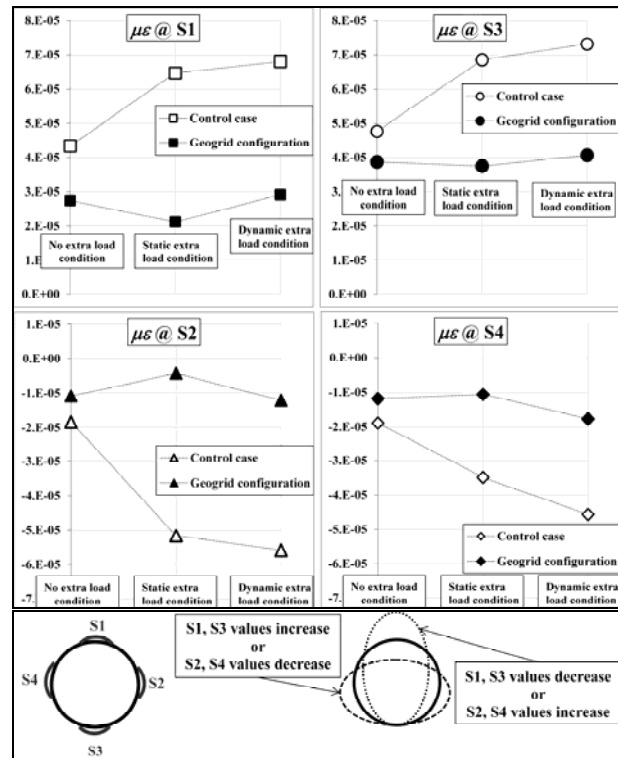 με @ S1
8.E-05
7.E-05
6.E-05
5.E-05
4.E-05
3.E-05
2.E-05
1.E-05
0.E+00
Control case
Geogrid configuration
No extra load
condition
Static extra
load condition
Dynamic extra
load condition
με @ S3
8.E-05
7.E-05
6.E-05
5.E-05
4.E-05
3.E-05
2.E-05
1.E-05
0.E+00
Control case
Geogrid configuration
No extra load
condition
Static extra
load condition
Dynamic extra
load condition
με @ S2
1.E-05
0.E+00
-1.E-05
-2.E-05
-3.E-05
-4.E-05
-5.E-05
-6.E-05
-7.
Control case
Geogrid configuration
No extra load
condition
Static extra
load condition
Dynamic extra
load condition
με @ S4
1.E-05
0.E+00
-1.E-05
-2.E-05
-3.E-05
-4.E-05
-5.E-05
-6.E-05
-7.
Control case
Geogrid configuration
No extra load
condition
Static extra
load condition
Dynamic extra
load condition
S1
S4
S2
S3
S1, S3 values increase
or
S2, S4 values decrease
S1, S3 values decrease
or
S2, S4 values increase